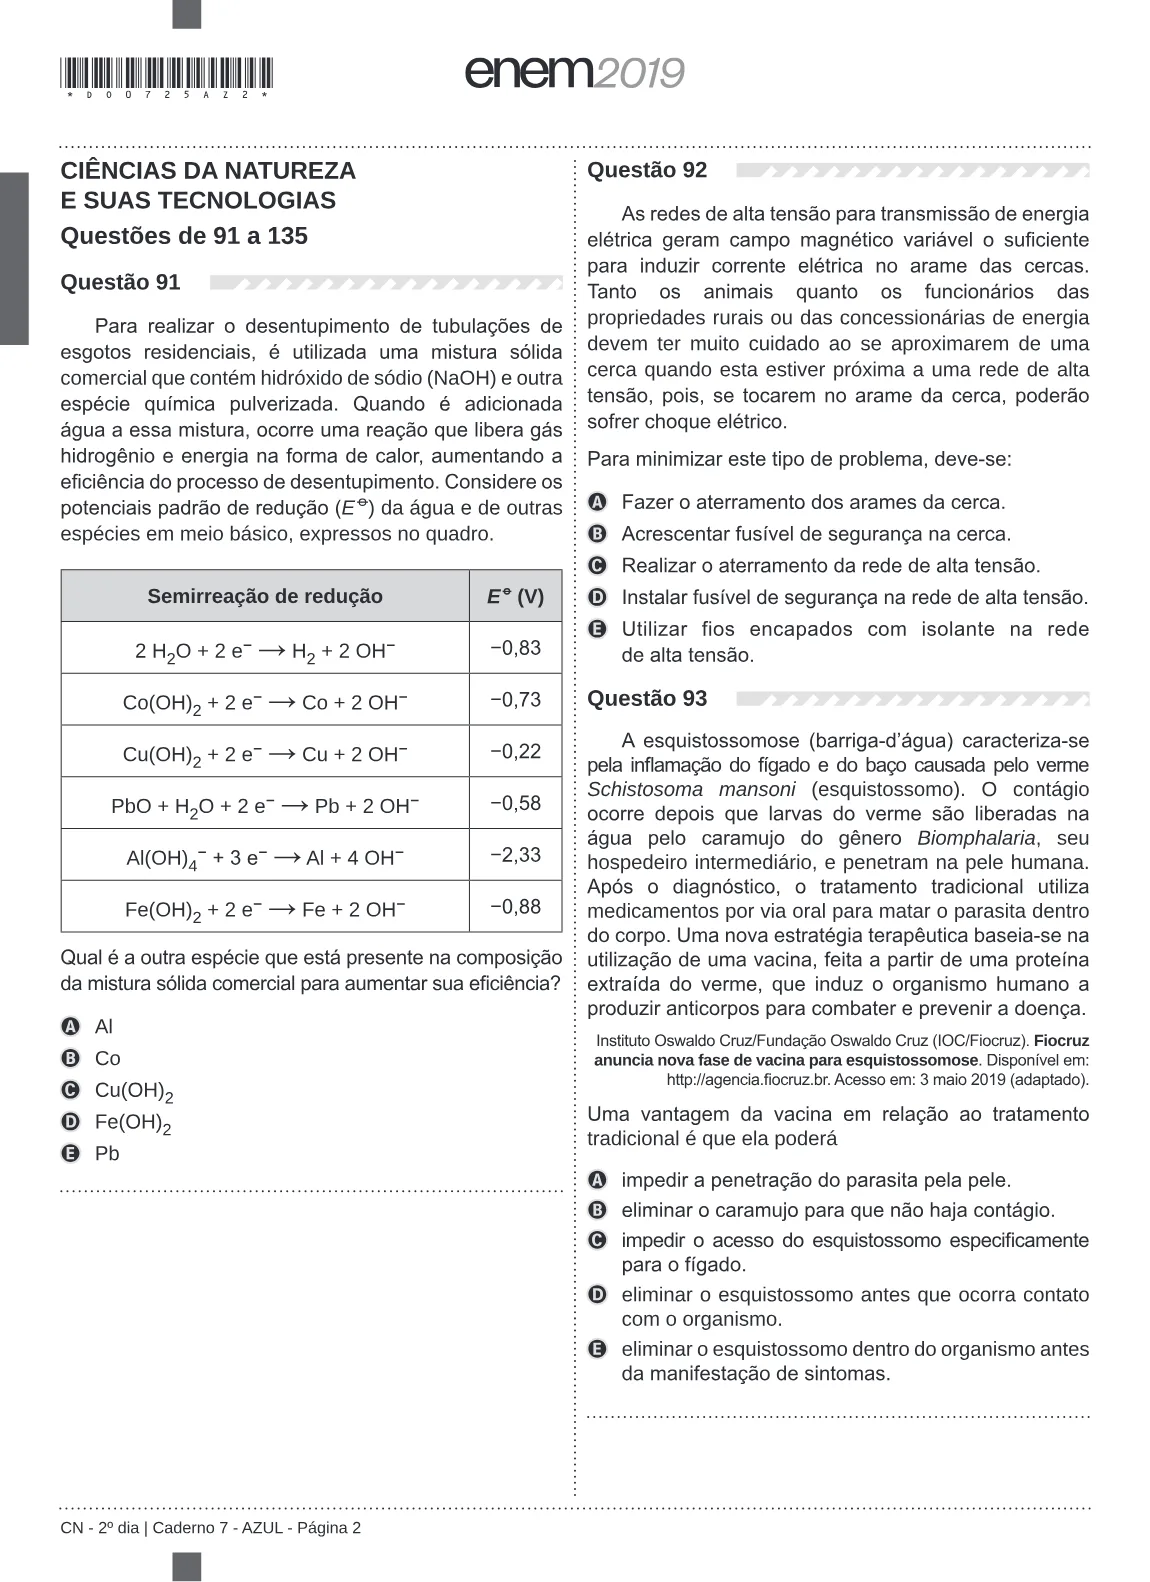 *D0O725AZ2*
enem2019
CIÊNCIAS DA NATUREZA
E SUAS TECNOLOGIAS
Questões de 91 a 135
Questão 91
Para realizar o desentupimento de tubulações de
esgotos residenciais, é utilizada uma mistura sólida
comercial que contém hidróxido de sódio (NaOH) e outra
espécie química pulverizada. Quando é adicionada
água a essa mistura, ocorre uma reação que libera gás
hidrogênio e energia na forma de calor, aumentando a
eficiência do processo de desentupimento. Considere os
potenciais padrão de redução (E⦵) da água e de outras
espécies em meio básico, expressos no quadro.
Semirreação de redução E⦵ (V)
2 H₂O + 2 e⁻ ⟶ H₂ + 2 OH⁻ −0,83
Co(OH)₂ + 2 e⁻ ⟶ Co + 2 OH⁻ −0,73
Cu(OH)₂ + 2 e⁻ ⟶ Cu + 2 OH⁻ −0,22
PbO + H₂O + 2 e⁻ ⟶ Pb + 2 OH⁻ −0,58
Al(OH)₄⁻ + 3 e⁻ ⟶ Al + 4 OH⁻ −2,33
Fe(OH)₂ + 2 e⁻ ⟶ Fe + 2 OH⁻ −0,88
Qual é a outra espécie que está presente na composição
da mistura sólida comercial para aumentar sua eficiência?
A Al
B Co
C Cu(OH)₂
D Fe(OH)₂
E Pb
Questão 92
As redes de alta tensão para transmissão de energia
elétrica geram campo magnético variável o suficiente
para induzir corrente elétrica no arame das cercas.
Tanto os animais quanto os funcionários das
propriedades rurais ou das concessionárias de energia
devem ter muito cuidado ao se aproximarem de uma
cerca quando esta estiver próxima a uma rede de alta
tensão, pois, se tocarem no arame da cerca, poderão
sofrer choque elétrico.
Para minimizar este tipo de problema, deve-se:
A Fazer o aterramento dos arames da cerca.
B Acrescentar fusível de segurança na cerca.
C Realizar o aterramento da rede de alta tensão.
D Instalar fusível de segurança na rede de alta tensão.
E Utilizar fios encapados com isolante na rede
de alta tensão.
Questão 93
A esquistossomose (barriga-d’água) caracteriza-se
pela inflamação do fígado e do baço causada pelo verme
Schistosoma mansoni (esquistossomo). O contágio
ocorre depois que larvas do verme são liberadas na
água pelo caramujo do gênero Biomphalaria, seu
hospedeiro intermediário, e penetram na pele humana.
Após o diagnóstico, o tratamento tradicional utiliza
medicamentos por via oral para matar o parasita dentro
do corpo. Uma nova estratégia terapêutica baseia-se na
utilização de uma vacina, feita a partir de uma proteína
extraída do verme, que induz o organismo humano a
produzir anticorpos para combater e prevenir a doença.
Instituto Oswaldo Cruz/Fundação Oswaldo Cruz (IOC/Fiocruz). Fiocruz
anuncia nova fase de vacina para esquistossomose. Disponível em:
http://agencia.fiocruz.br. Acesso em: 3 maio 2019 (adaptado).
Uma vantagem da vacina em relação ao tratamento
tradicional é que ela poderá
A impedir a penetração do parasita pela pele.
B eliminar o caramujo para que não haja contágio.
C impedir o acesso do esquistossomo especificamente
para o fígado.
D eliminar o esquistossomo antes que ocorra contato
com o organismo.
E eliminar o esquistossomo dentro do organismo antes
da manifestação de sintomas.
CN - 2º dia | Caderno 7 - AZUL - Página 2